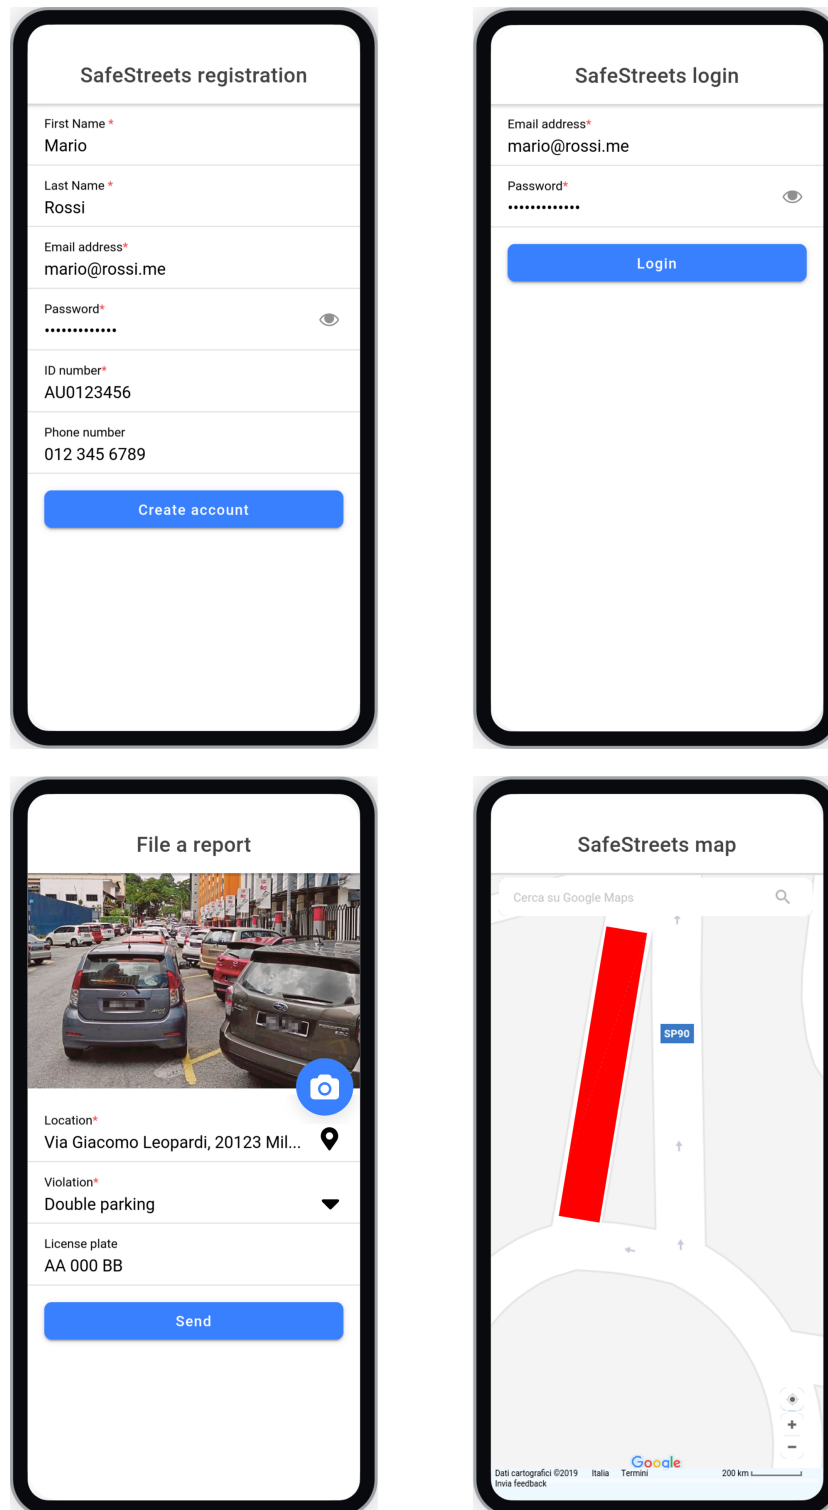 SafeStreets registration
First Name *
Mario
Last Name *
Rossi
Email address*
mario@rossi.me
Password*
•••••••••••••
ID number*
AU0123456
Phone number
012 345 6789
Create account
SafeStreets login
Email address*
mario@rossi.me
Password*
•••••••••••••
Login
File a report
Location*
Via Giacomo Leopardi, 20123 Mil...
Violation*
Double parking
License plate
AA 000 BB
Send
SafeStreets map
Cerca su Google Maps
SP90
Google
Dati cartografici ©2019 Italia Termini 200 km
Invia feedback